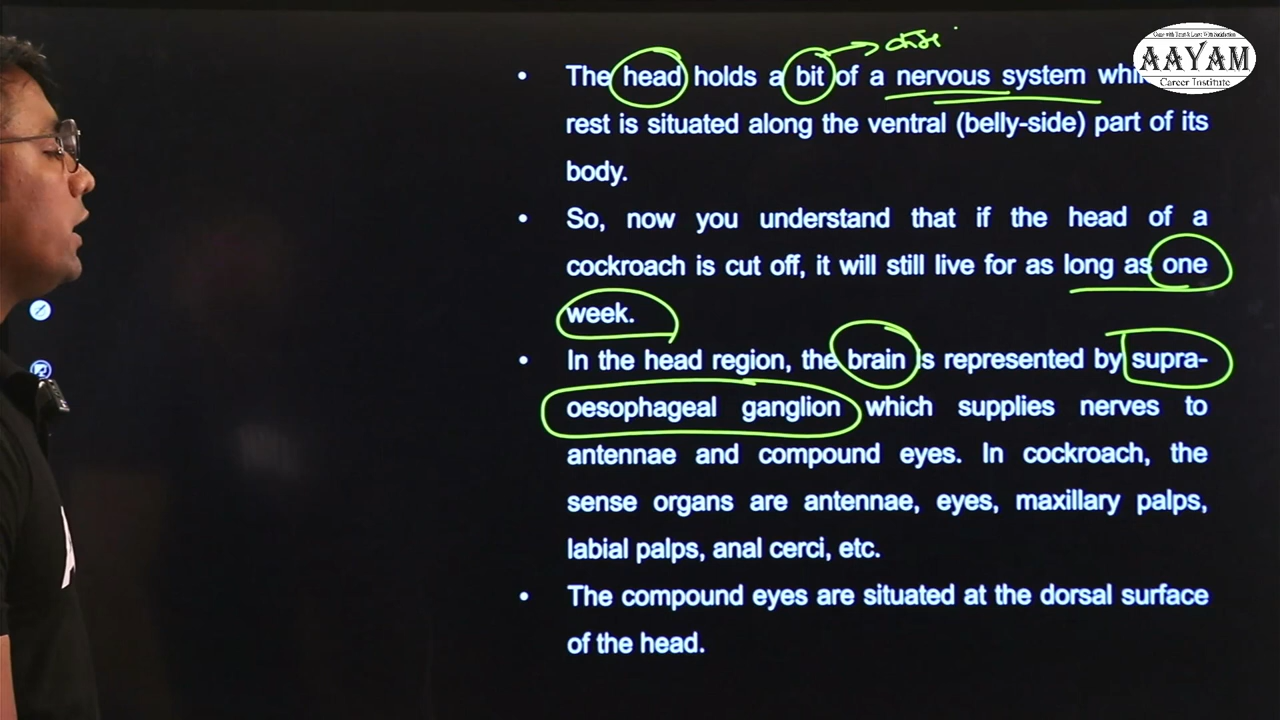 AAYAM
Career Institute
• The head holds a bit of a nervous system
rest is situated along the ventral (belly-side) part of its
body.
• So, now you understand that if the head of a
cockroach is cut off, it will still live for as long as one
week.
• In the head region, the brain is represented by supra-
oesophageal ganglion which supplies nerves to
antennae and compound eyes. In cockroach, the
sense organs are antennae, eyes, maxillary palps,
labial palps, anal cerci, etc.
• The compound eyes are situated at the dorsal surface
of the head.